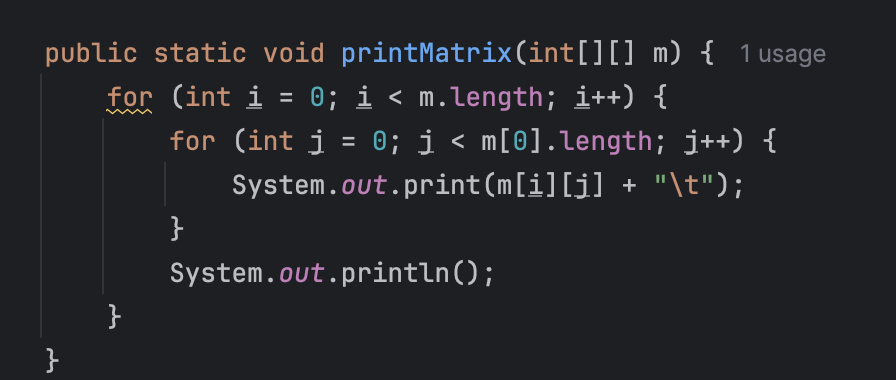 public static void printMatrix(int[][] m) { 1 usage
for (int i = 0; i < m.length; i++) {
for (int j = 0; j < m[0].length; j++) {
System.out.print(m[i][j] + "\t");
}
System.out.println();
}
}